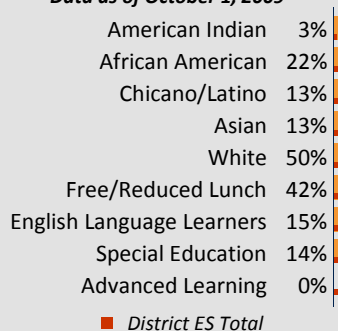 Data as of October 1, 2009
American Indian 3%
African American 22%
Chicano/Latino 13%
Asian 13%
White 50%
Free/Reduced Lunch 42%
English Language Learners 15%
Special Education 14%
Advanced Learning 0%
District ES Total